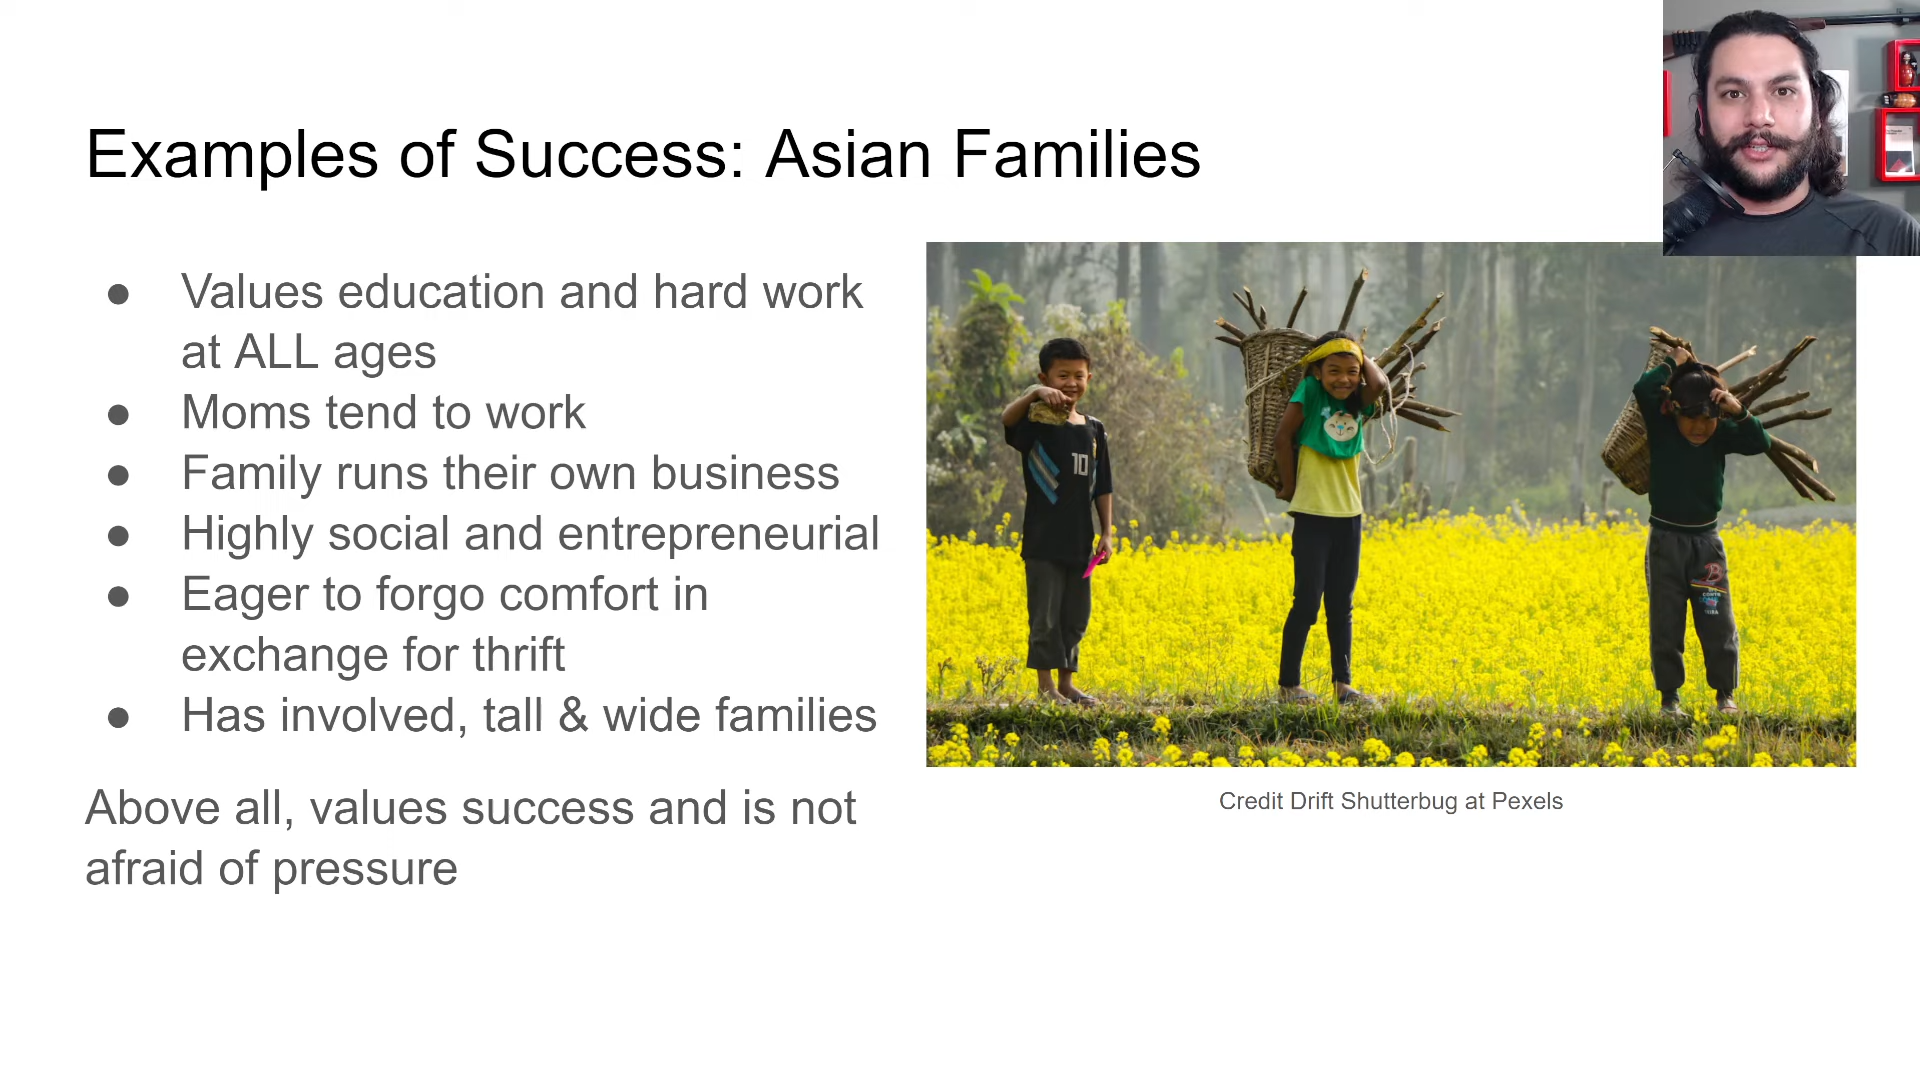 Examples of Success: Asian Families
● Values education and hard work
at ALL ages
● Moms tend to work
● Family runs their own business
● Highly social and entrepreneurial
● Eager to forgo comfort in
exchange for thrift
● Has involved, tall & wide families
Above all, values success and is not
afraid of pressure
10
Credit Drift Shutterbug at Pexels